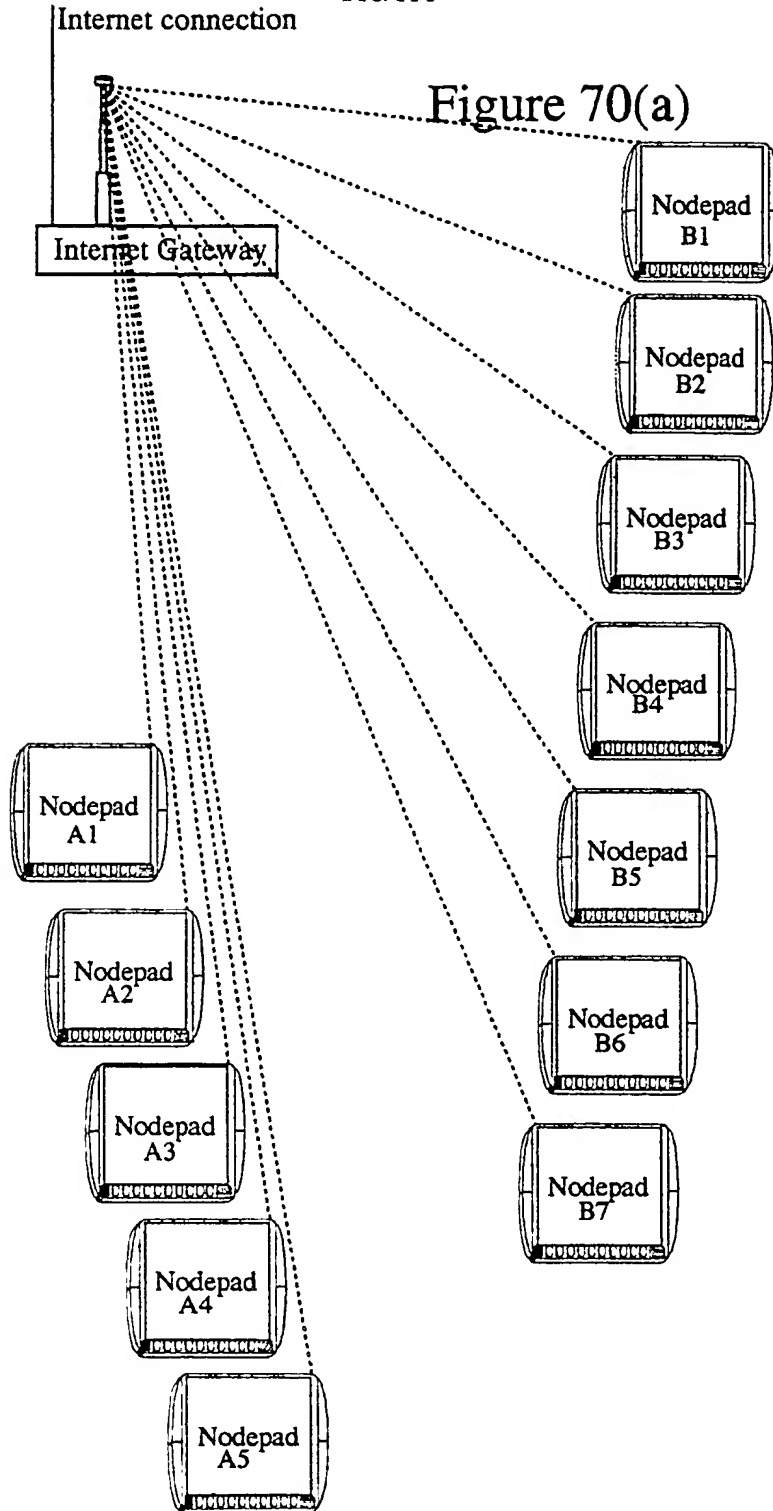 Internet connection
Figure 70(a)
Internet Gateway
Nodepad
B1
Nodepad
B2
Nodepad
B3
Nodepad
B4
Nodepad
B5
Nodepad
B6
Nodepad
B7
Nodepad
A1
Nodepad
A2
Nodepad
A3
Nodepad
A4
Nodepad
A5